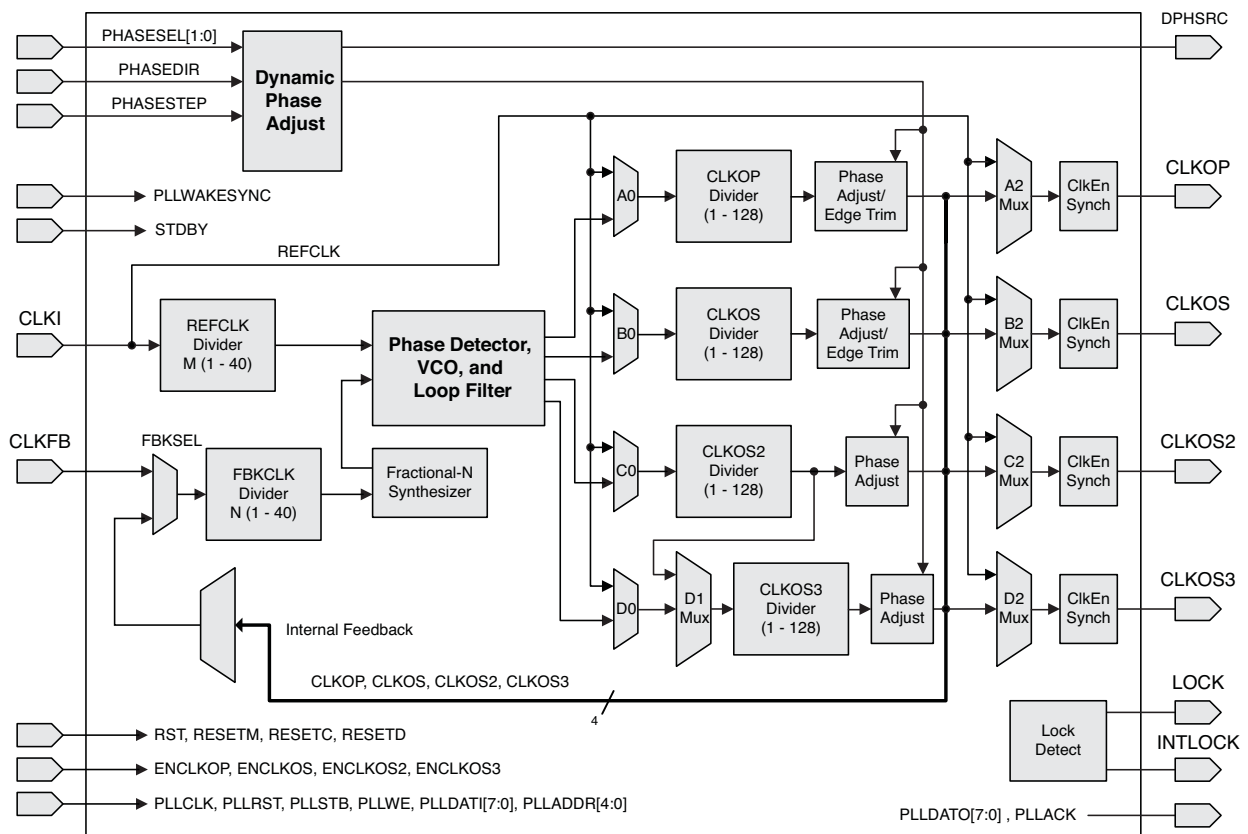 DPHSRC
PHASESEL[1:0]
PHASEDIR
PHASESTEP
Dynamic
Phase
Adjust
PLLWAKESYNC
STDBY
REFCLK
CLKI
REFCLK
Divider
M (1 - 40)
Phase Detector,
VCO, and
Loop Filter
CLKFB
FBKSEL
FBKCLK
Divider
N (1 - 40)
Fractional-N
Synthesizer
Internal Feedback
CLKOP, CLKOS, CLKOS2, CLKOS3
4
A0
CLKOP
Divider
(1 - 128)
Phase
Adjust/
Edge Trim
A2
Mux
ClkEn
Synch
CLKOP
B0
CLKOS
Divider
(1 - 128)
Phase
Adjust/
Edge Trim
B2
Mux
ClkEn
Synch
CLKOS
C0
CLKOS2
Divider
(1 - 128)
Phase
Adjust
C2
Mux
ClkEn
Synch
CLKOS2
D0
D1
Mux
CLKOS3
Divider
(1 - 128)
Phase
Adjust
D2
Mux
ClkEn
Synch
CLKOS3
RST, RESETM, RESETC, RESETD
ENCLKOP, ENCLKOS, ENCLKOS2, ENCLKOS3
PLLCLK, PLLRST, PLLSTB, PLLWE, PLLDATI[7:0], PLLADDR[4:0]
Lock
Detect
LOCK
INTLOCK
PLLDATO[7:0] , PLLACK